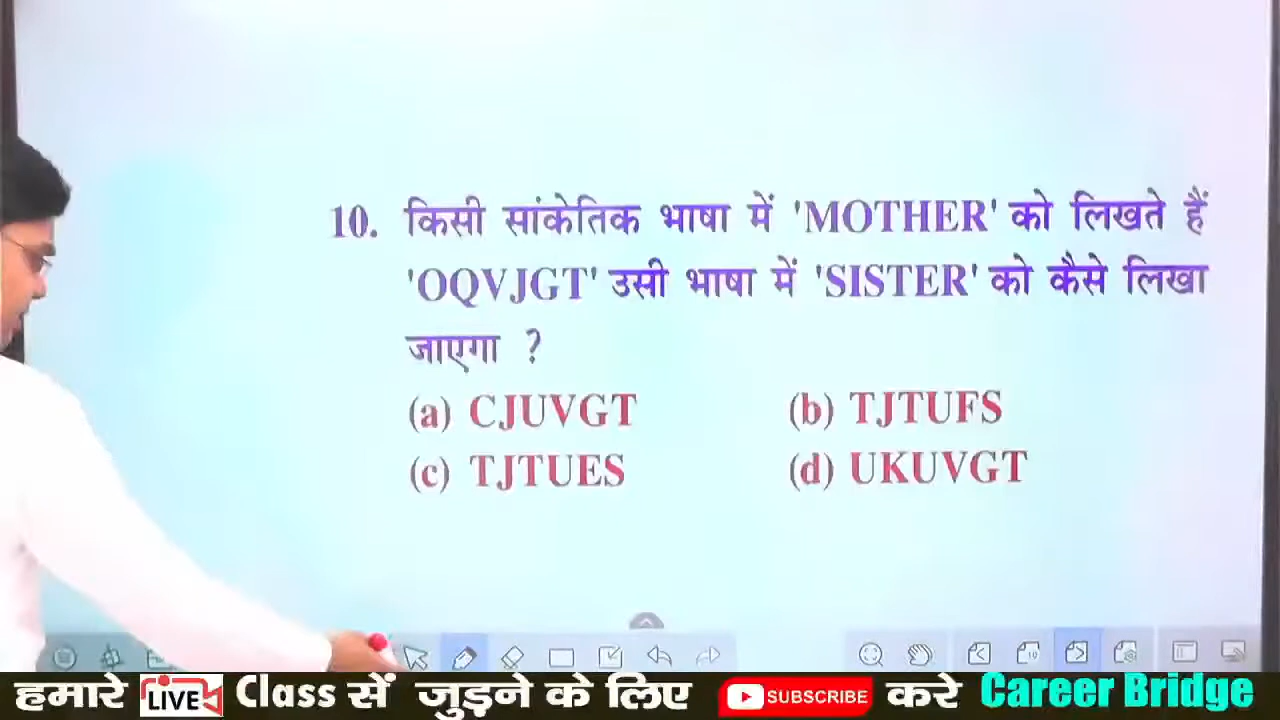 10. किसी सांकेतिक भाषा में 'MOTHER' को लिखते हैं
'OQVJGT' उसी भाषा में 'SISTER' को कैसे लिखा
जाएगा ?
(a) CJUVGT (b) TJTUFS
(c) TJTUES (d) UKUVGT
हमारे LIVE Class सें जुड़ने के लिए SUBSCRIBE करे Career Bridge